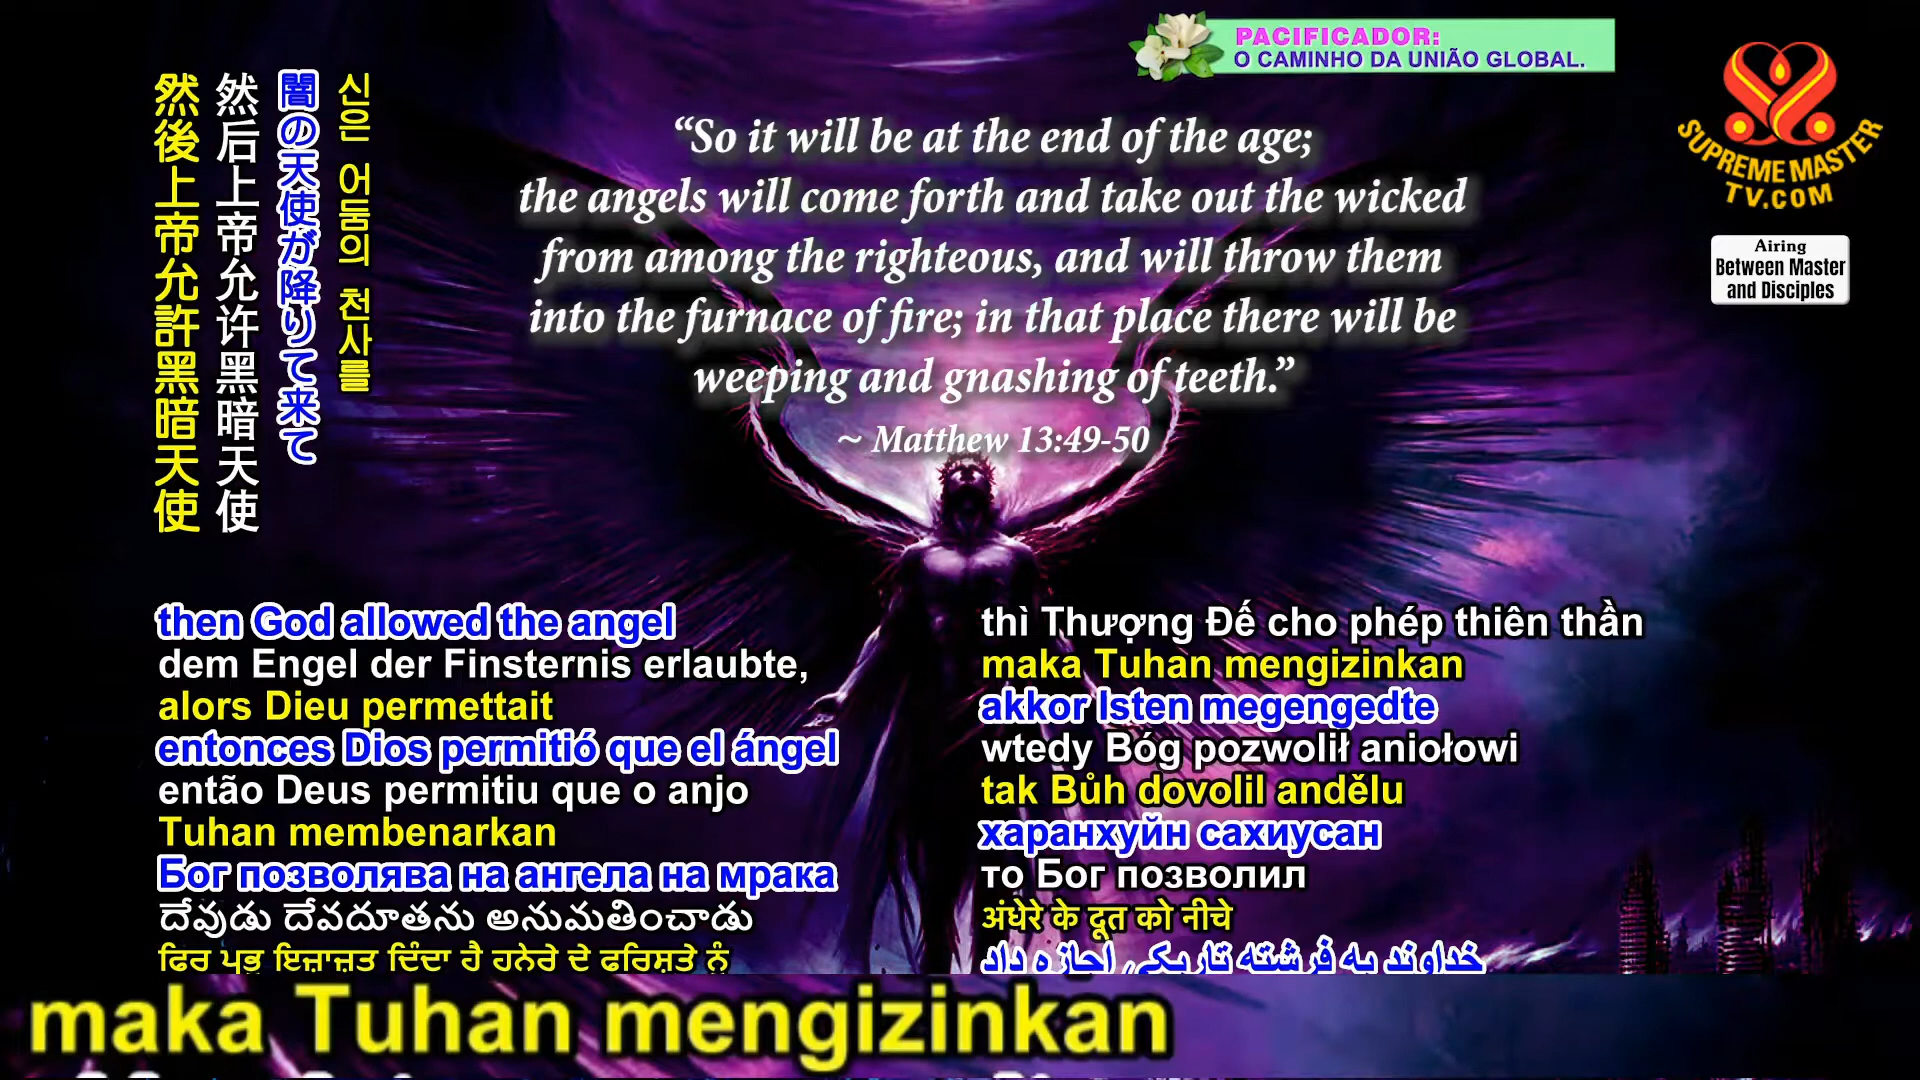 PACIFICADOR:
O CAMINHO DA UNIÃO GLOBAL.
SUPREME MASTER
TV.COM
Airing
Between Master
and Disciples
“So it will be at the end of the age;
the angels will come forth and take out the wicked
from among the righteous, and will throw them
into the furnace of fire; in that place there will be
weeping and gnashing of teeth.”
~ Matthew 13:49-50
신은 어둠의 천사를
闇の天使が降りて来て
然后上帝允许黑暗天使
然後上帝允許黑暗天使
then God allowed the angel
dem Engel der Finsternis erlaubte,
alors Dieu permettait
entonces Dios permitió que el ángel
então Deus permitiu que o anjo
Tuhan membenarkan
Бог позволява на ангела на мрака
దేవుడు దేవదూతను అనుమతించాడు
ਫਿਰ ਪ੍ਰਭੂ ਇਜ਼ਾਜ਼ਤ ਦਿੰਦਾ ਹੈ ਹਨੇਰੇ ਦੇ ਫਰਿਸ਼ਤੇ ਨੂੰ
thì Thượng Đế cho phép thiên thần
maka Tuhan mengizinkan
akkor Isten megengedte
wtedy Bóg pozwolił aniołowi
tak Bůh dovolil andělu
харанхуйн сахиусан
то Бог позволил
अंधेरे के दूत को नीचे
خداوند به فرشته تاریکی اجازه داد
maka Tuhan mengizinkan